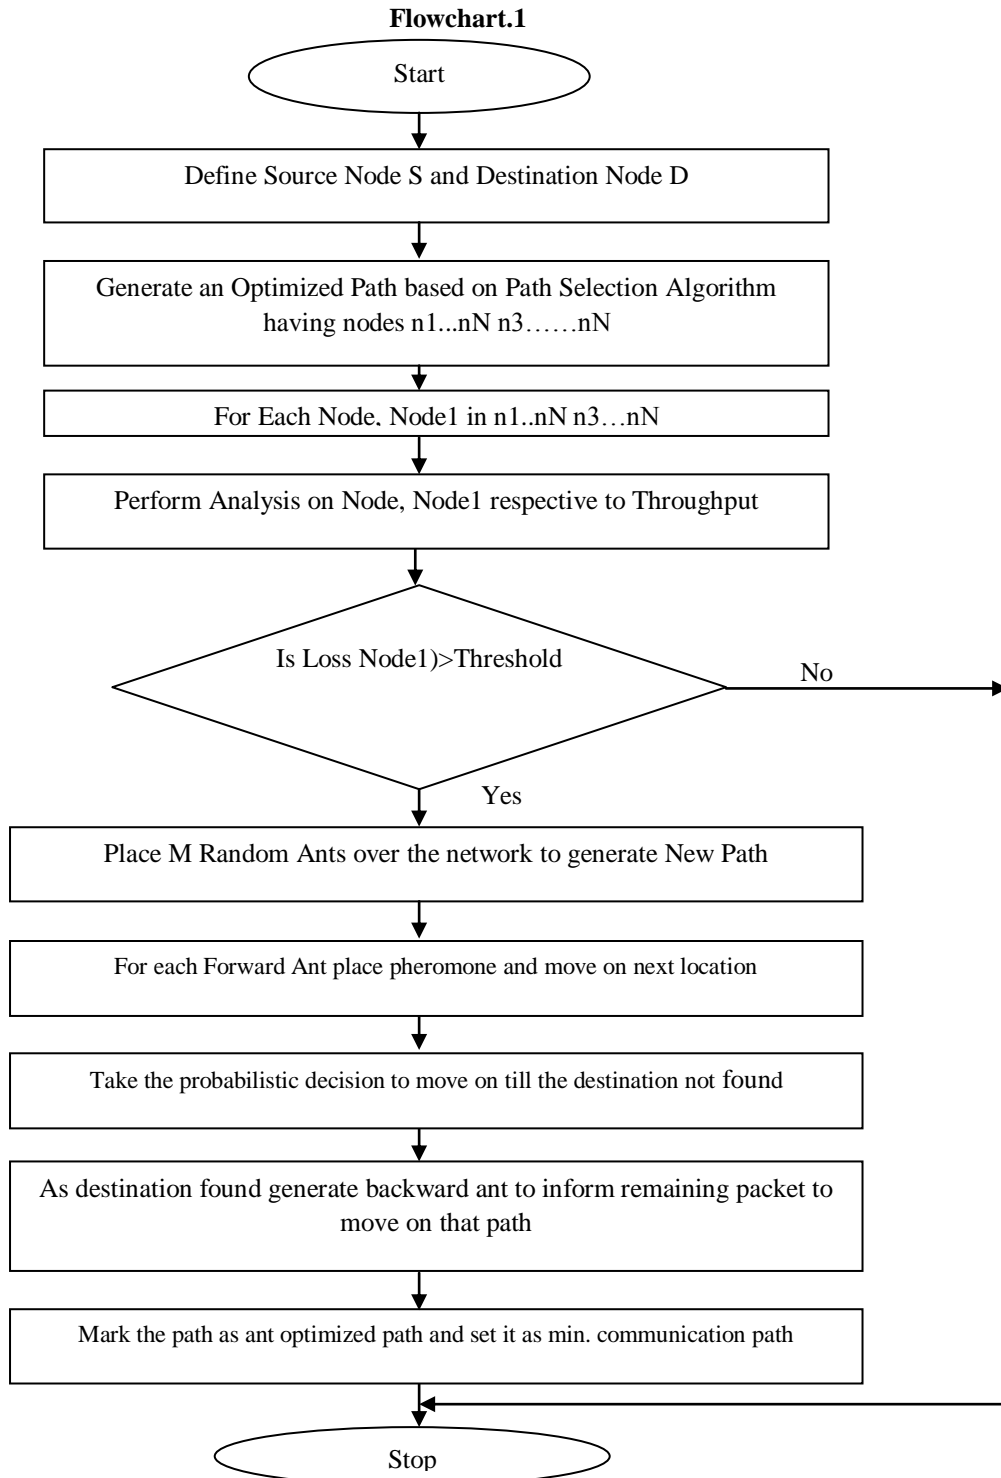 Flowchart.1
Start
Define Source Node S and Destination Node D
Generate an Optimized Path based on Path Selection Algorithm
having nodes n1...nN n3……nN
For Each Node, Node1 in n1..nN n3…nN
Perform Analysis on Node, Node1 respective to Throughput
Is Loss Node1)>Threshold
No
Yes
Place M Random Ants over the network to generate New Path
For each Forward Ant place pheromone and move on next location
Take the probabilistic decision to move on till the destination not found
As destination found generate backward ant to inform remaining packet to
move on that path
Mark the path as ant optimized path and set it as min. communication path
Stop